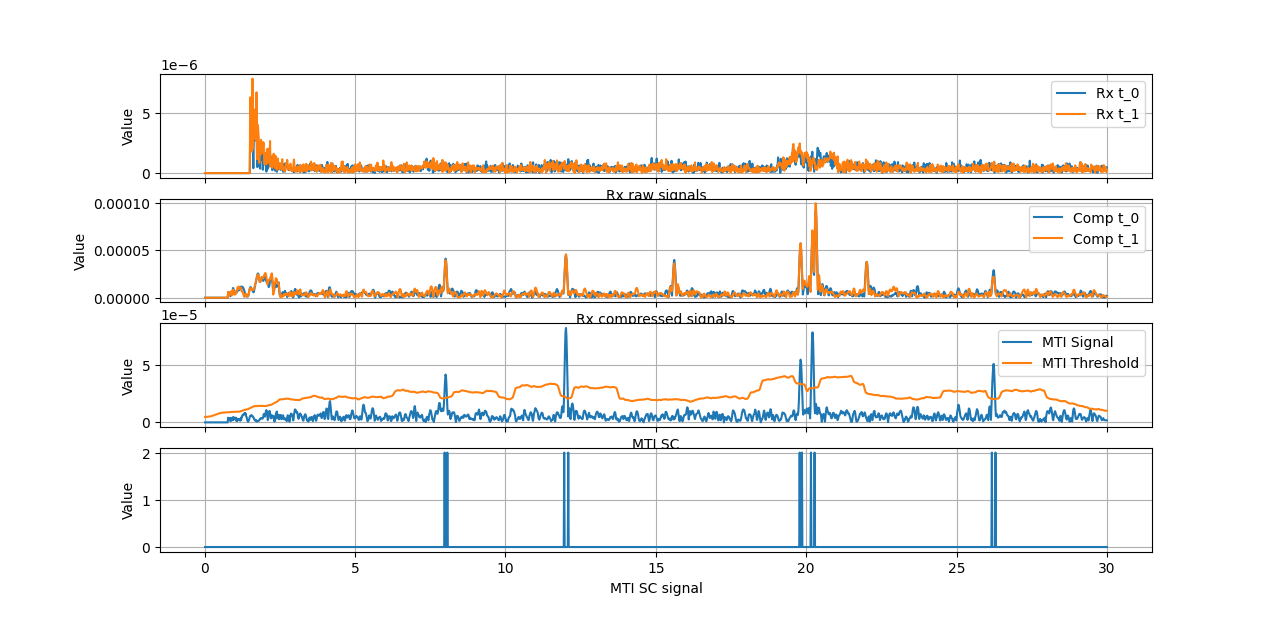 1e−6
5
0
Value
Rx t_0
Rx t_1
Rx raw signals
0.00010
0.00005
0.00000
Value
Comp t_0
Comp t_1
Rx compressed signals
1e−5
5
0
Value
MTI Signal
MTI Threshold
MTI SC
2
1
0
Value
0 5 10 15 20 25 30
MTI SC signal